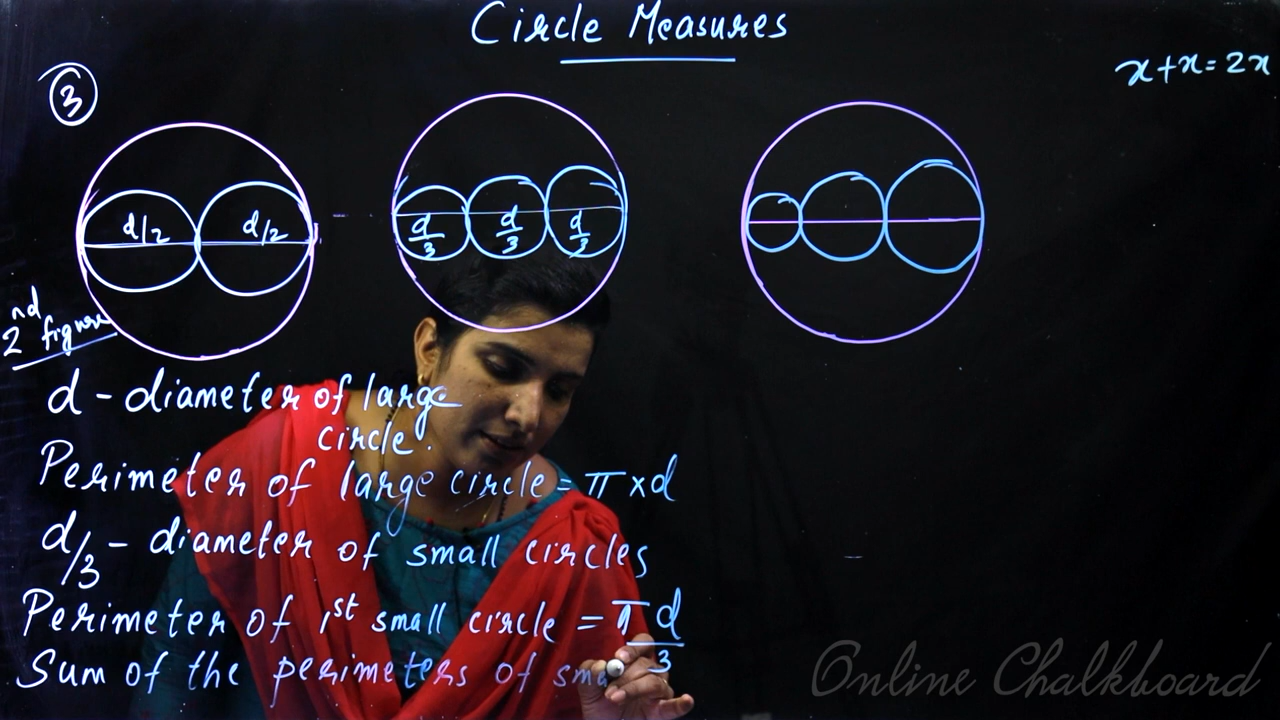 Circle Measures
x+x=2x
3
d/2 d/2
d/3 d/3 d/3
2nd figure
d - diameter of large
circle.
Perimeter of large circle = π×d
d/3 - diameter of small circles
Perimeter of 1st small circle = πd/3
Sum of the perimeters of sma
Online Chalkboard